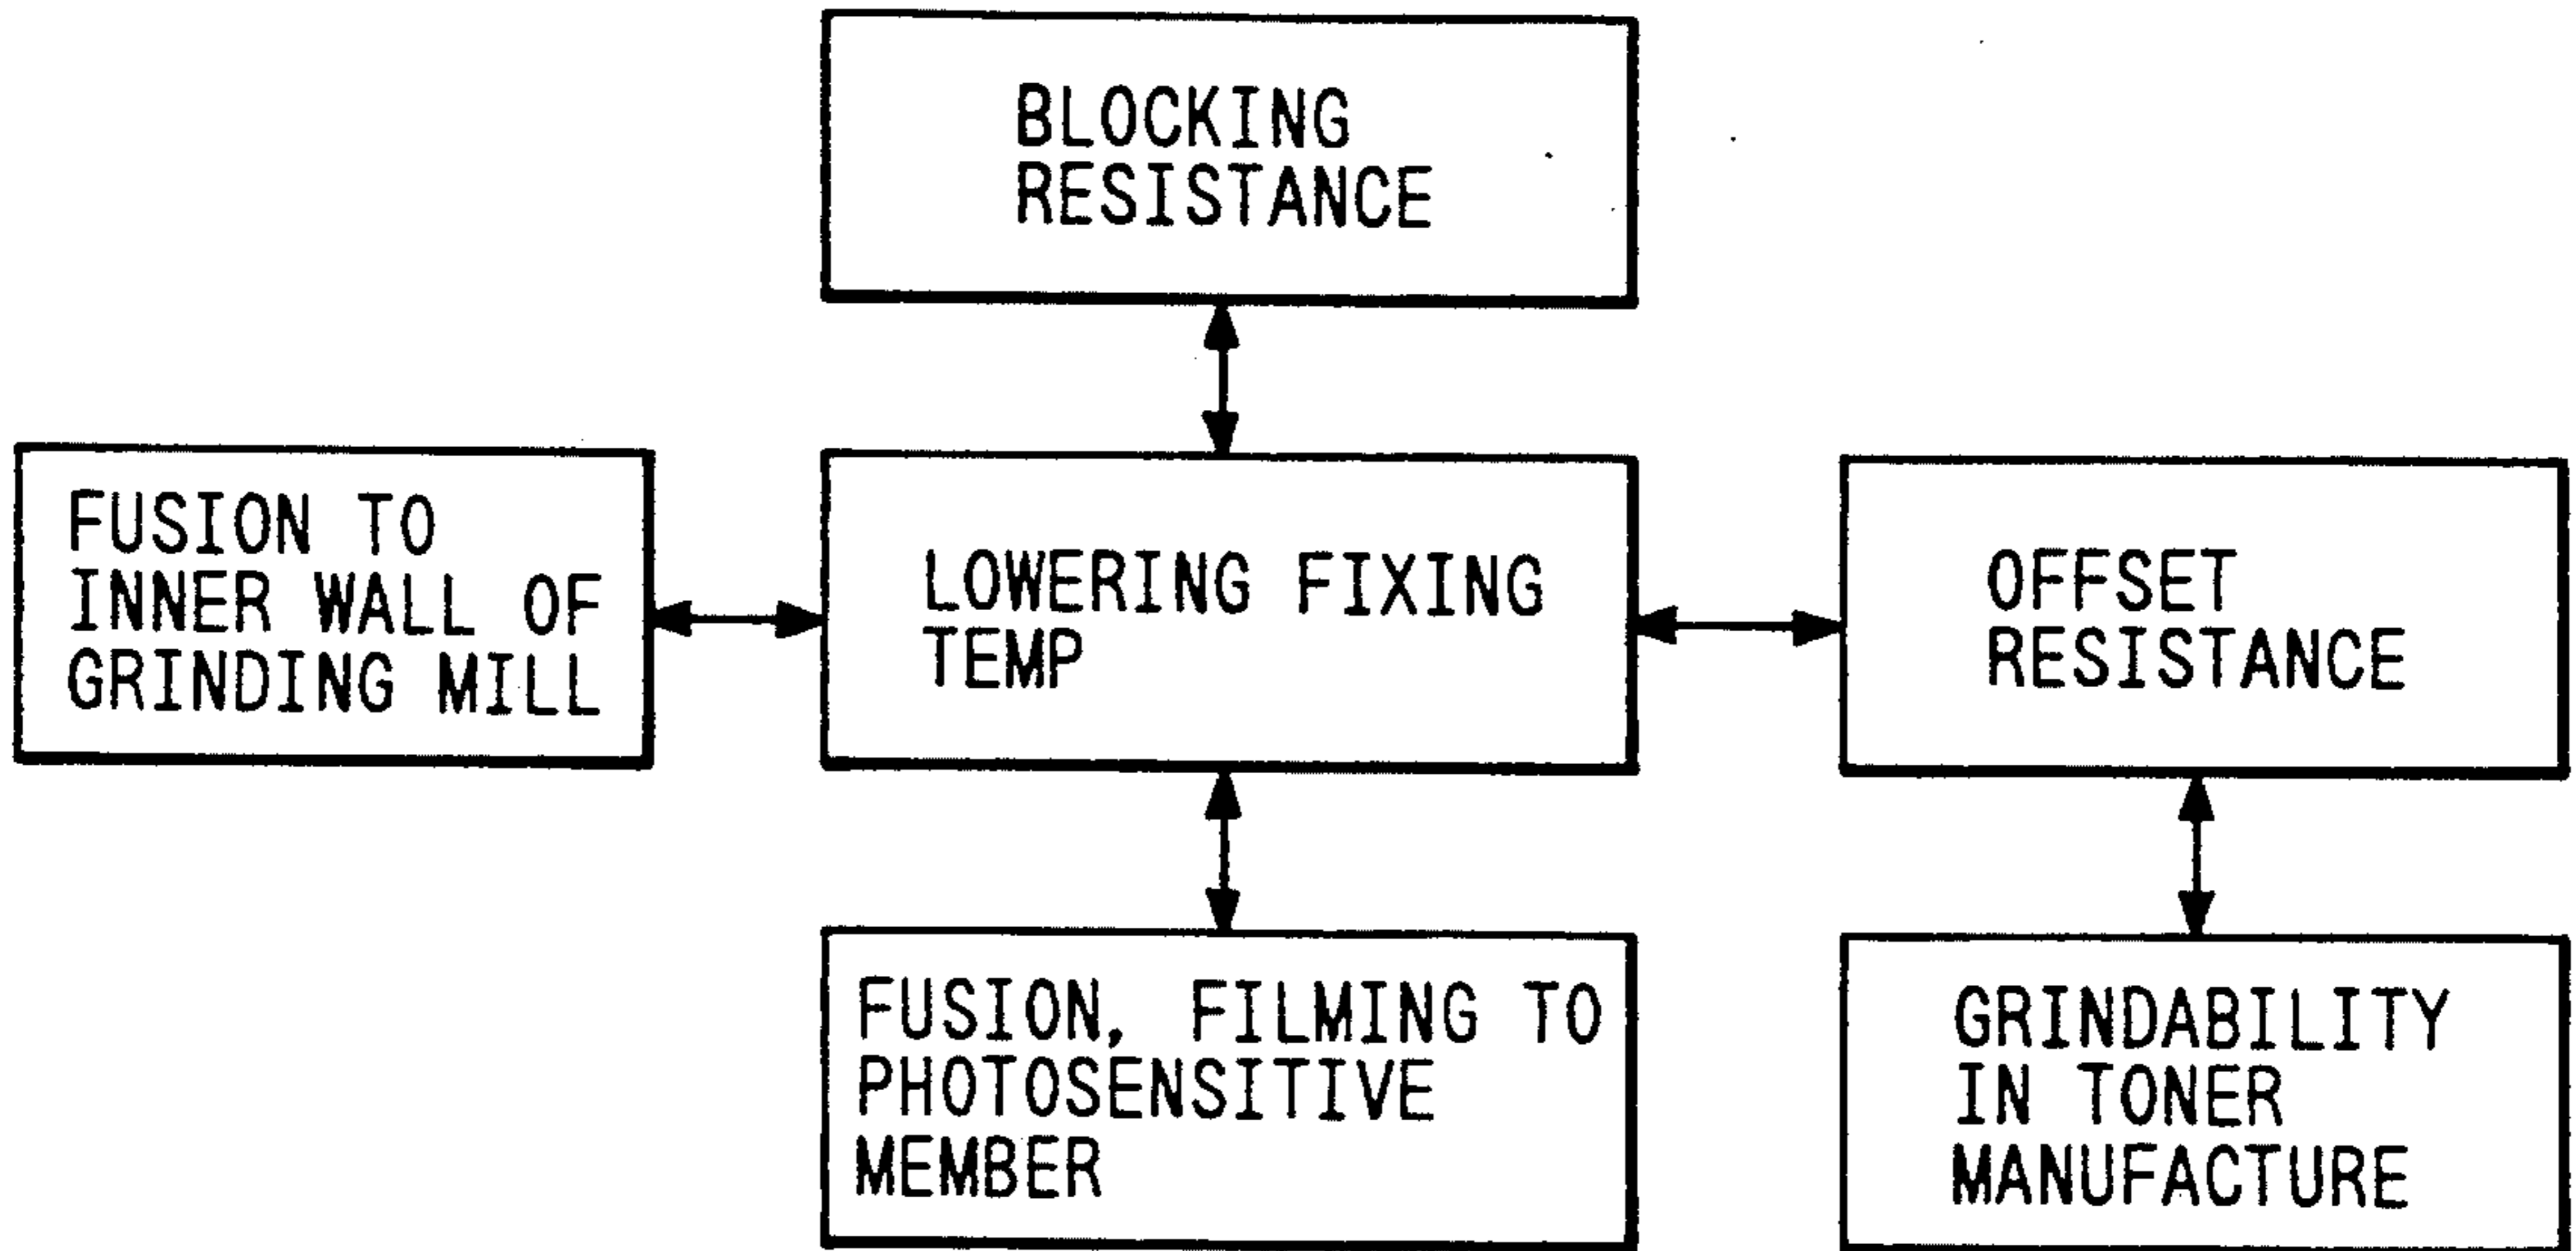 BLOCKING
RESISTANCE
FUSION TO
INNER WALL OF
GRINDING MILL
LOWERING FIXING
TEMP
OFFSET
RESISTANCE
FUSION, FILMING TO
PHOTOSENSITIVE
MEMBER
GRINDABILITY
IN TONER
MANUFACTURE